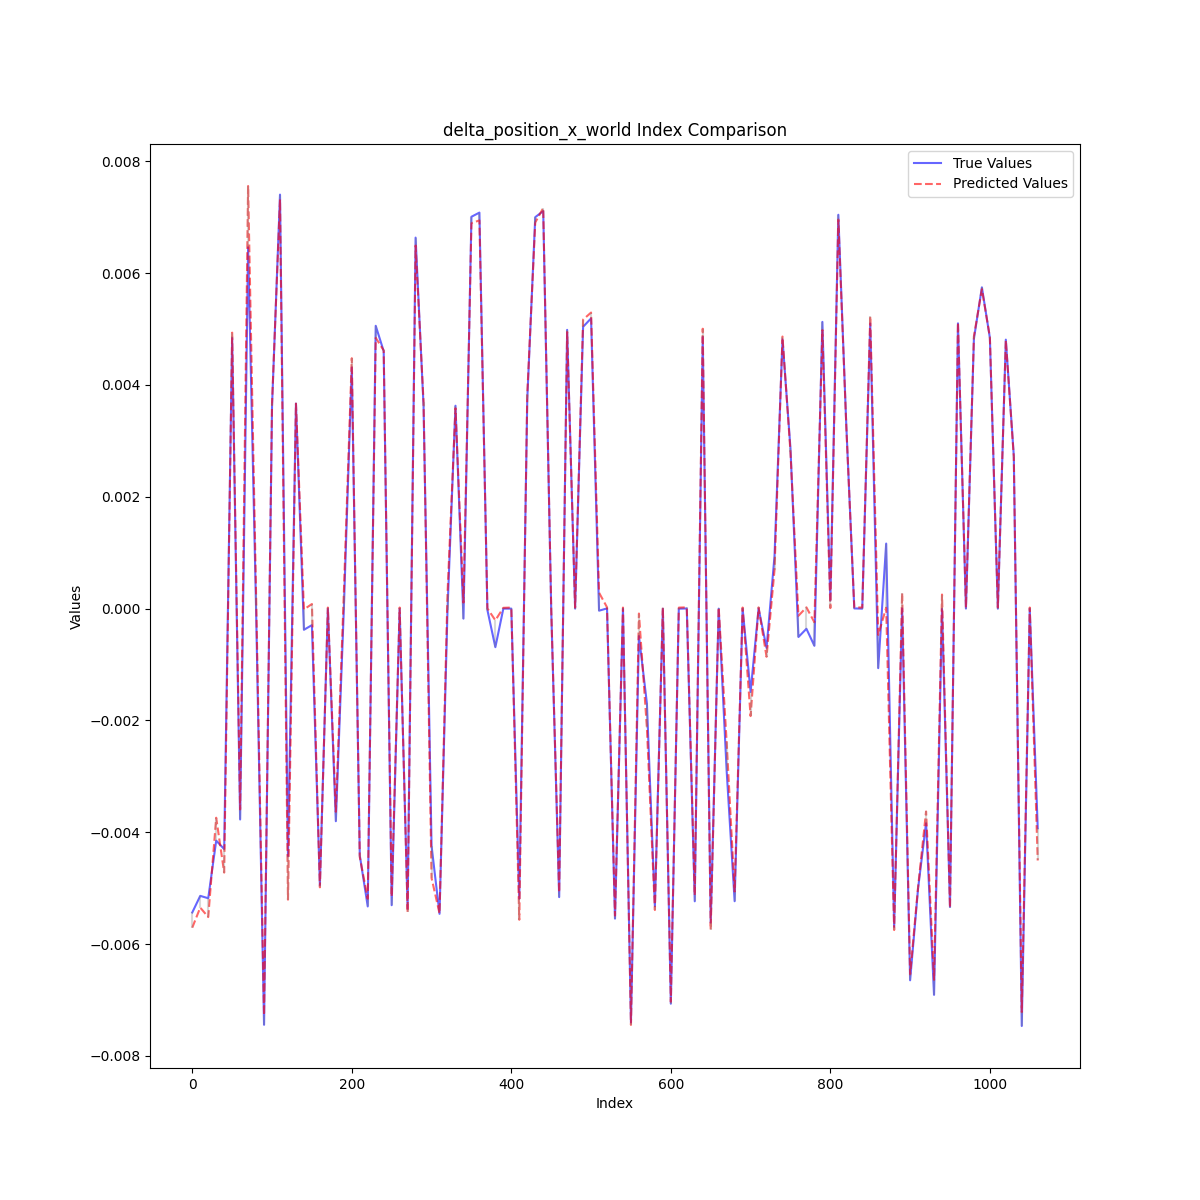 delta_position_x_world Index Comparison
True Values
Predicted Values
0.008
0.006
0.004
0.002
0.000
−0.002
−0.004
−0.006
−0.008
Values
0 200 400 600 800 1000
Index